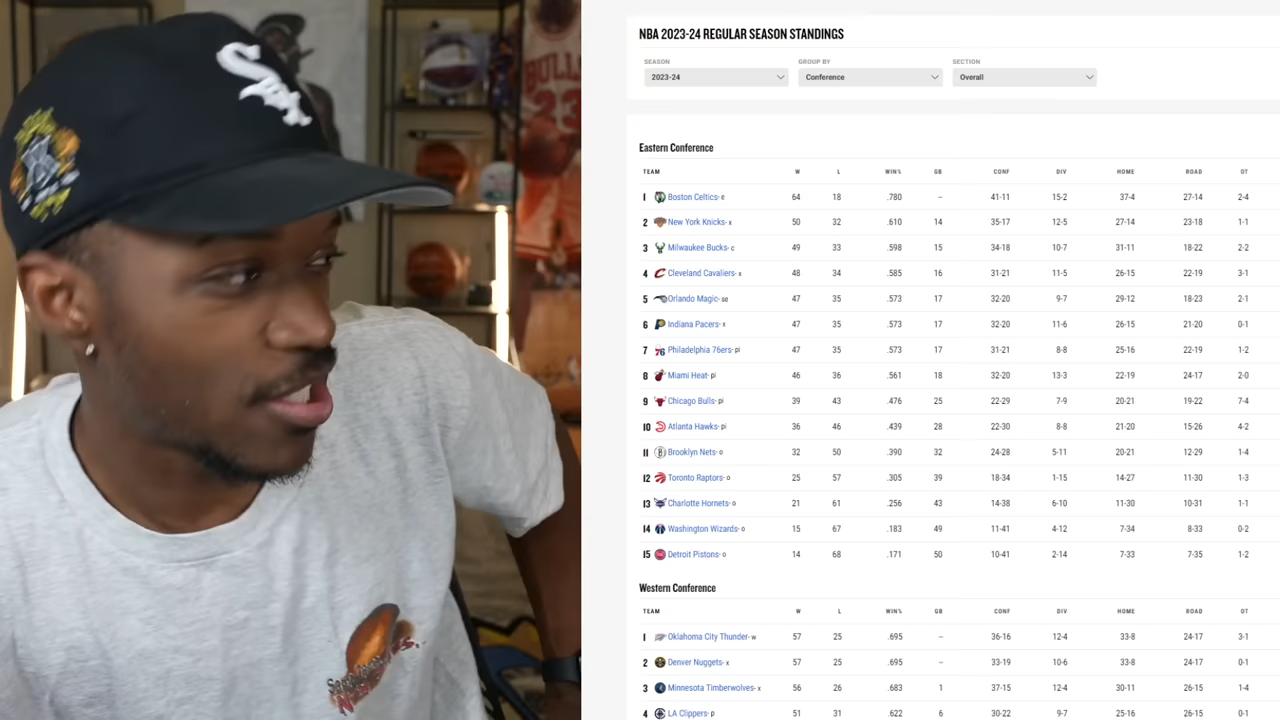 Sox
BULLS
23
NBA 2023-24 REGULAR SEASON STANDINGS
SEASON GROUP BY SECTION
2023-24 Conference Overall
Eastern Conference
TEAM W L WIN% GB CONF DIV HOME ROAD OT
1 Boston Celtics - e 64 18 .780 – 41-11 15-2 37-4 27-14 2-4
2 New York Knicks - x 50 32 .610 14 35-17 12-5 27-14 23-18 1-1
3 Milwaukee Bucks - c 49 33 .598 15 34-18 10-7 31-11 18-22 2-2
4 Cleveland Cavaliers - x 48 34 .585 16 31-21 11-5 26-15 22-19 3-1
5 Orlando Magic - se 47 35 .573 17 32-20 9-7 29-12 18-23 2-1
6 Indiana Pacers - x 47 35 .573 17 32-20 11-6 26-15 21-20 0-1
7 Philadelphia 76ers - pi 47 35 .573 17 31-21 8-8 25-16 22-19 1-2
8 Miami Heat - pi 46 36 .561 18 32-20 13-3 22-19 24-17 2-0
9 Chicago Bulls - pi 39 43 .476 25 22-29 7-9 20-21 19-22 7-4
10 Atlanta Hawks - pi 36 46 .439 28 22-30 8-8 21-20 15-26 4-2
11 Brooklyn Nets - o 32 50 .390 32 24-28 5-11 20-21 12-29 1-4
12 Toronto Raptors - o 25 57 .305 39 18-34 1-15 14-27 11-30 1-3
13 Charlotte Hornets - o 21 61 .256 43 14-38 6-10 11-30 10-31 1-1
14 Washington Wizards - o 15 67 .183 49 11-41 4-12 7-34 8-33 0-2
15 Detroit Pistons - o 14 68 .171 50 10-41 2-14 7-33 7-35 1-2
Western Conference
TEAM W L WIN% GB CONF DIV HOME ROAD OT
1 Oklahoma City Thunder - w 57 25 .695 – 36-16 12-4 33-8 24-17 3-1
2 Denver Nuggets - x 57 25 .695 – 33-19 10-6 33-8 24-17 0-1
3 Minnesota Timberwolves - x 56 26 .683 1 37-15 12-4 30-11 26-15 1-4
4 LA Clippers - p 51 31 .622 6 30-22 9-7 25-16 26-15 0-1